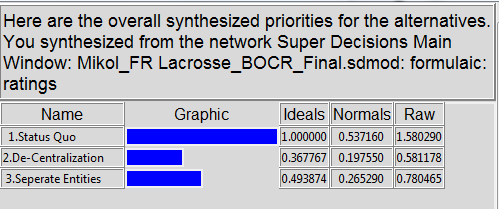 Here are the overall synthesized priorities for the alternatives.
You synthesized from the network Super Decisions Main
Window: Mikol_FR Lacrosse_BOCR_Final.sdmod: formulaic:
ratings
Name Graphic Ideals Normals Raw
1.Status Quo 1.000000 0.537160 1.580290
2.De-Centralization 0.367767 0.197550 0.581178
3.Seperate Entities 0.493874 0.265290 0.780465